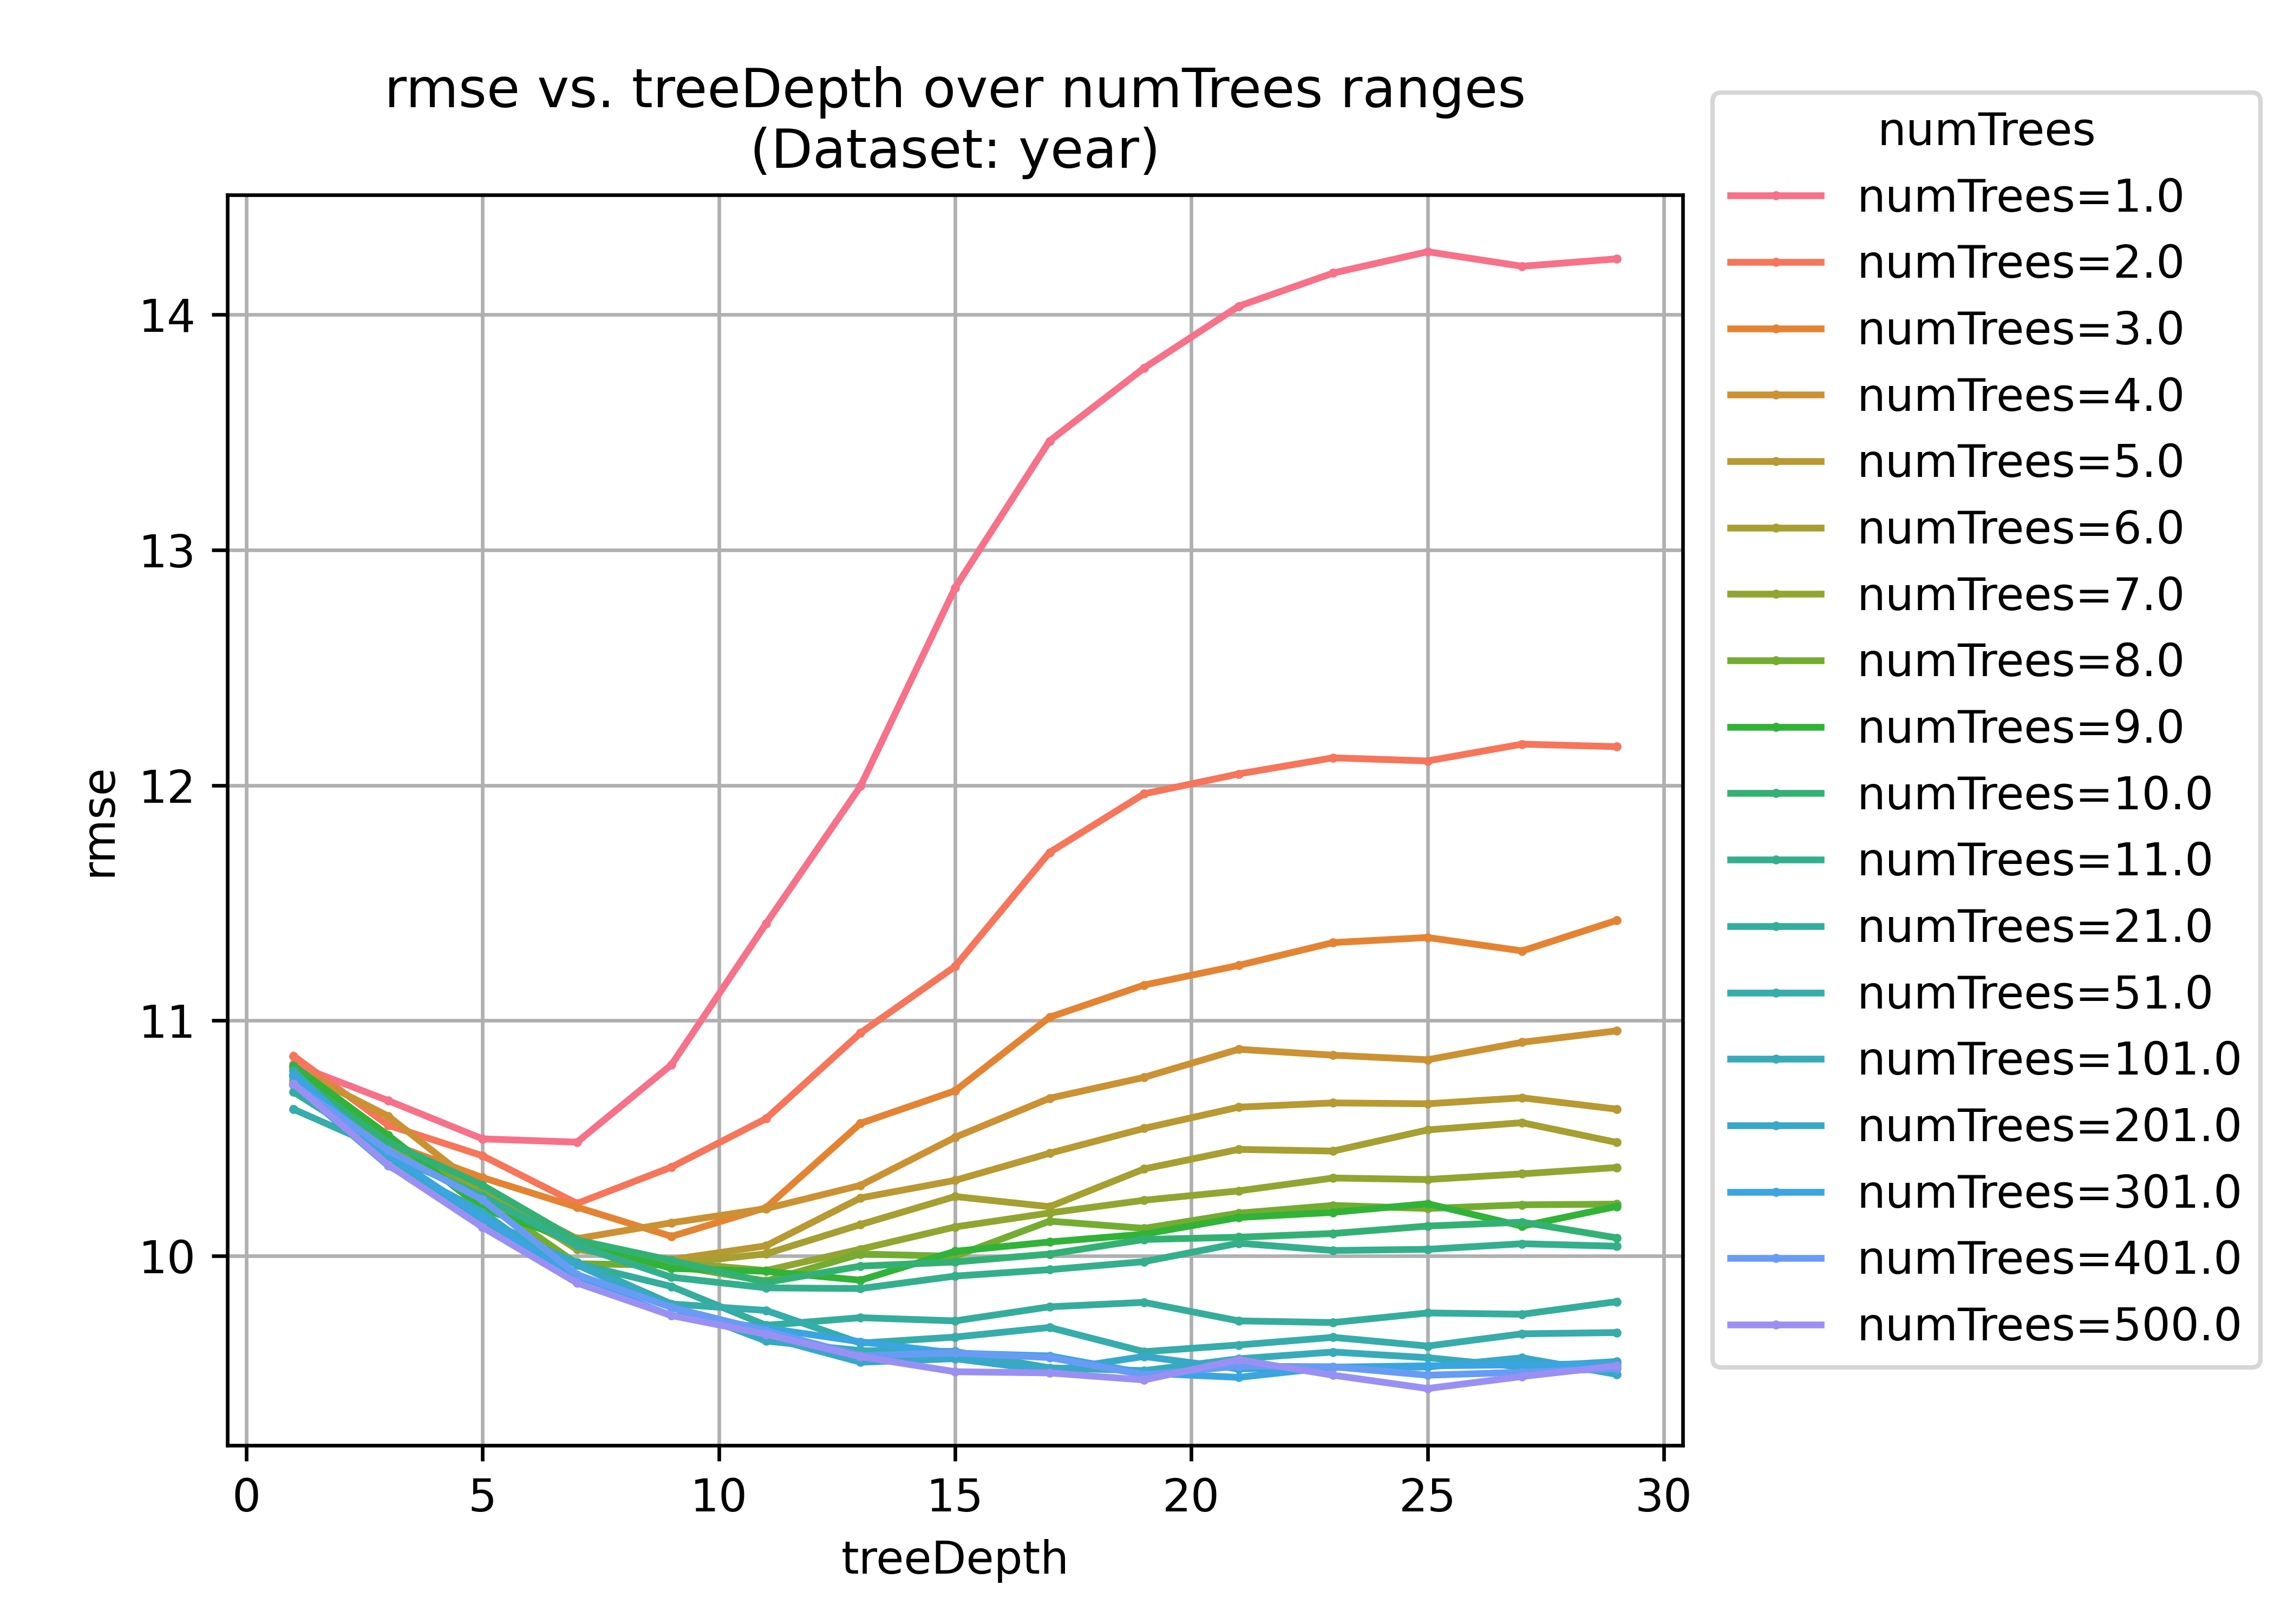 rmse vs. treeDepth over numTrees ranges
(Dataset: year)
rmse
14
13
12
11
10
0
5
10
15
20
25
30
treeDepth
numTrees
numTrees=1.0
numTrees=2.0
numTrees=3.0
numTrees=4.0
numTrees=5.0
numTrees=6.0
numTrees=7.0
numTrees=8.0
numTrees=9.0
numTrees=10.0
numTrees=11.0
numTrees=21.0
numTrees=51.0
numTrees=101.0
numTrees=201.0
numTrees=301.0
numTrees=401.0
numTrees=500.0